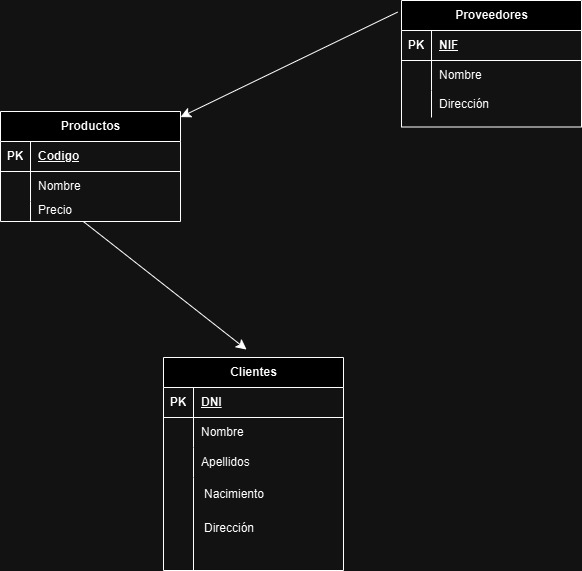 Proveedores
PK NIF
Nombre
Dirección
Productos
PK Codigo
Nombre
Precio
Clientes
PK DNI
Nombre
Apellidos
Nacimiento
Dirección